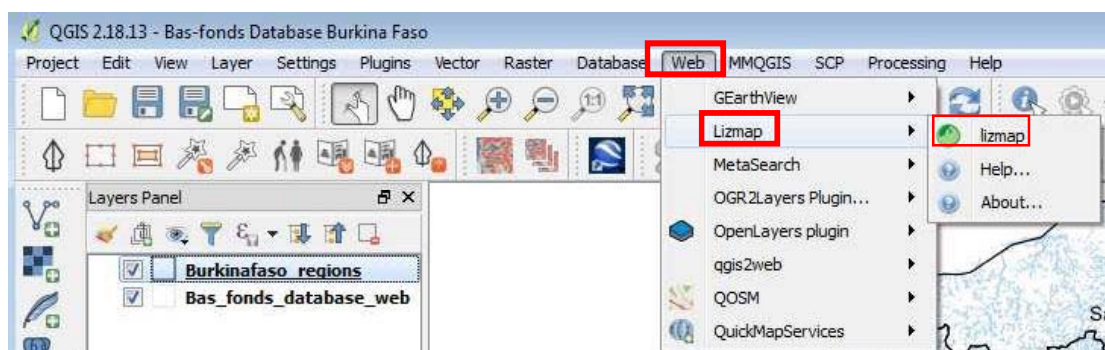 QGIS 2.18.13 - Bas-fonds Database Burkina Faso
Project Edit View Layer Settings Plugins Vector Raster Database Web MMQGIS SCP Processing Help
GEarthView
Lizmap
lizmap
MetaSearch
Help...
OGR2Layers Plugin...
About...
OpenLayers plugin
qgis2web
QOSM
QuickMapServices
Layers Panel
Burkinafaso_regions
Bas_fonds_database_web